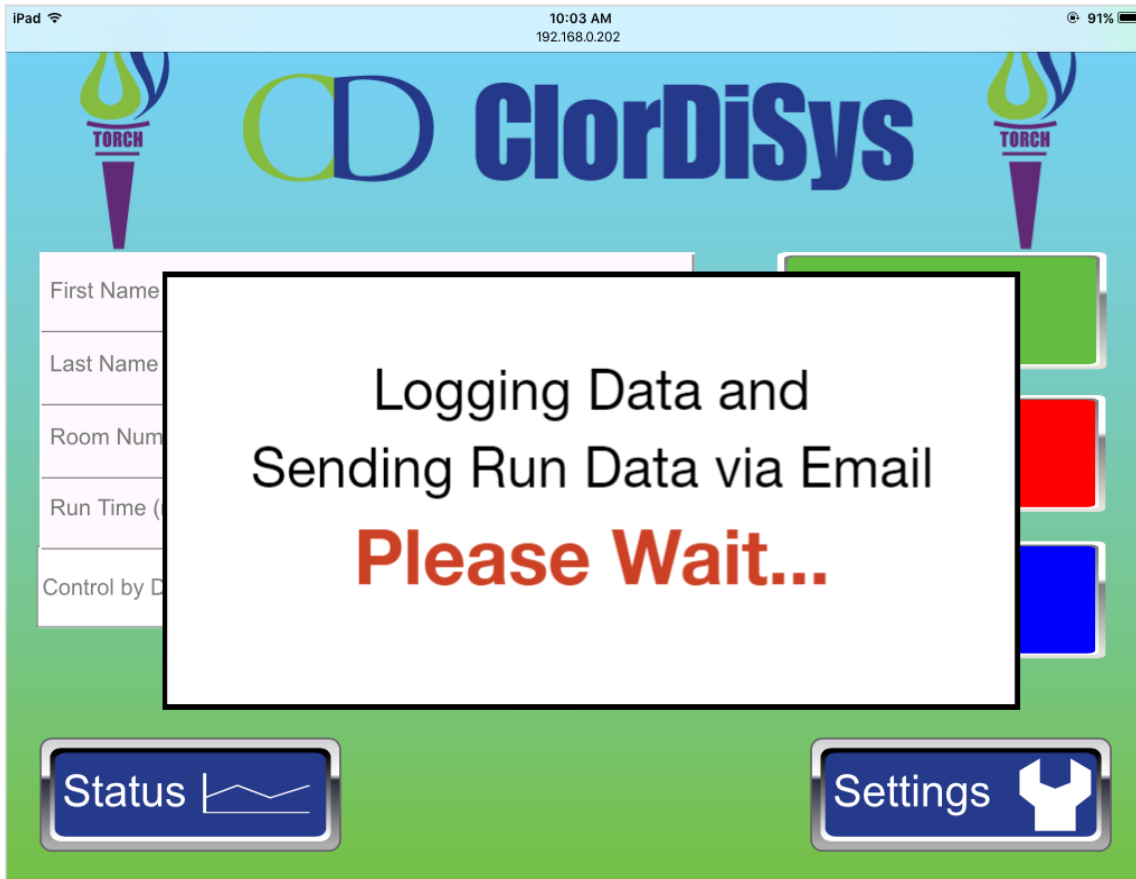 iPad 10:03 AM 91%
192.168.0.202
TORCH CD ClorDiSys TORCH
First Name
Last Name
Room Num
Run Time (
Control by D
Logging Data and
Sending Run Data via Email
Please Wait...
Status Settings